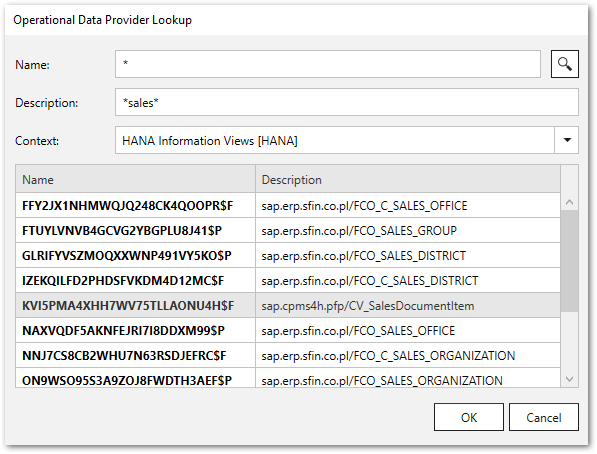 Operational Data Provider Lookup
Name: *
Description: *sales*
Context: HANA Information Views [HANA]
Name Description
FFY2JX1NHMWQJQ248CK4QOOPR$F sap.erp.sfin.co.pl/FCO_C_SALES_OFFICE
FTUYLVNVB4GCVG2YBGPLU8J41$P sap.erp.sfin.co.pl/FCO_SALES_GROUP
GLRIFYVSZMOQXXWNP491VY5KO$P sap.erp.sfin.co.pl/FCO_SALES_DISTRICT
IZEKQILFD2PHDSFVKDM4D12MC$F sap.erp.sfin.co.pl/FCO_C_SALES_DISTRICT
KVI5PMA4XHH7WV75TLLAONU4H$F sap.cpms4h.pfp/CV_SalesDocumentItem
NAXVQDF5AKNFEJRI7I8DDXM99$P sap.erp.sfin.co.pl/FCO_SALES_OFFICE
NNJ7CS8CB2WHU7N63RSDJEFRC$F sap.erp.sfin.co.pl/FCO_C_SALES_ORGANIZATION
ON9WSO95S3A9ZOJ8FWDTH3AEF$P sap.erp.sfin.co.pl/FCO_SALES_ORGANIZATION
OK Cancel